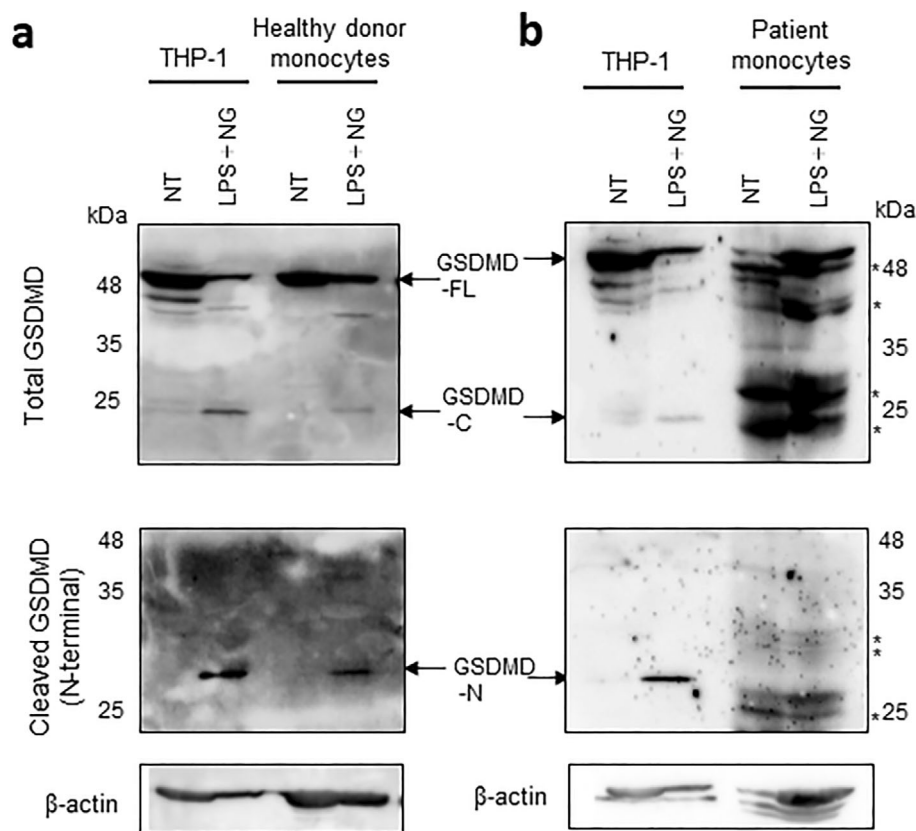 a
THP-1
Healthy donor
monocytes
NT
LPS+NG
NT
LPS+NG
b
THP-1
Patient
monocytes
NT
LPS+NG
NT
LPS+NG
kDa
48
35
25
Total GSDMD
GSDMD
-FL
GSDMD
-C
kDa
*48
*
35
*
25
*
Cleaved GSDMD
(N-terminal)
48
35
25
GSDMD
-N
48
35
*
*
*25
β-actin
β-actin